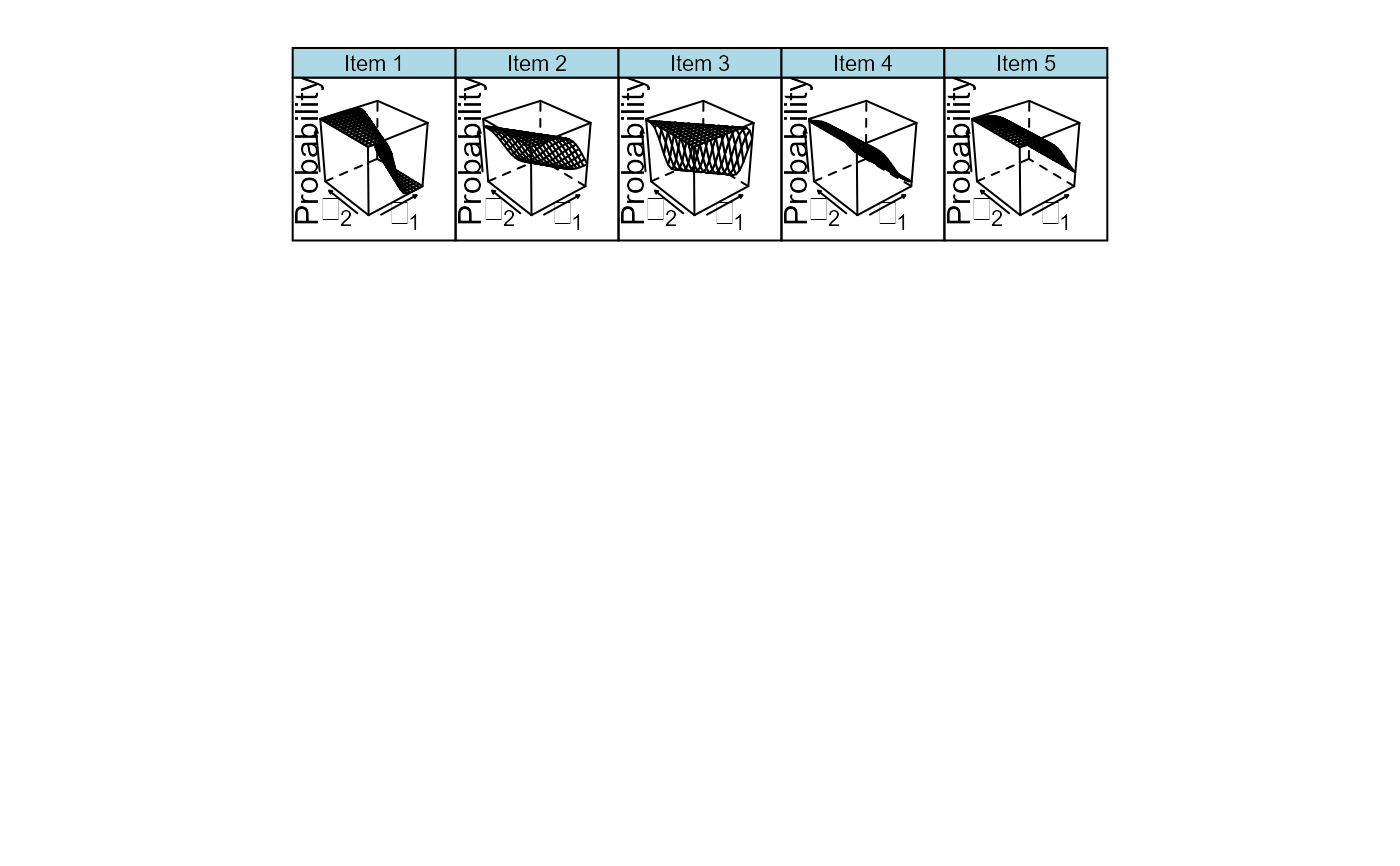 Item 1 Item 2 Item 3 Item 4 Item 5
Probability Probability Probability Probability Probability
□2 □1 □2 □1 □2 □1 □2 □1 □2 □1